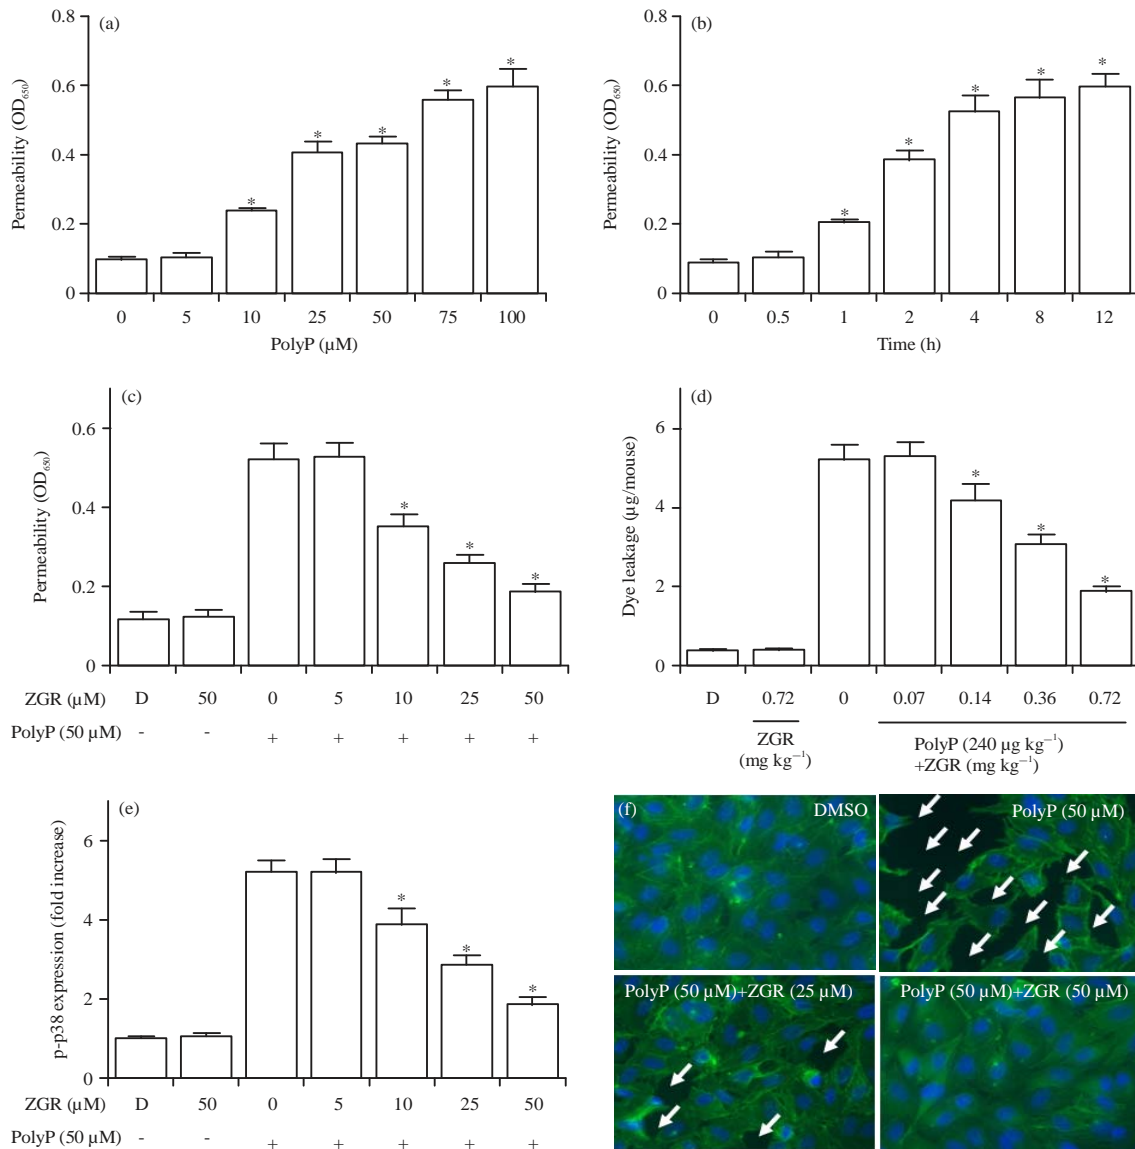 (a)
Permeability (OD₆₅₀)
0.8
0.6
0.4
0.2
0
* * * * *
0 5 10 25 50 75 100
PolyP (µM)
(b)
Permeability (OD₆₅₀)
0.8
0.6
0.4
0.2
0
* * * * *
0 0.5 1 2 4 8 12
Time (h)
(c)
Permeability (OD₆₅₀)
0.6
0.4
0.2
0
* * *
ZGR (µM) D 50 0 5 10 25 50
PolyP (50 µM) - - + + + + +
(d)
Dye leakage (µg/mouse)
6
4
2
0
* * *
D 0.72 0 0.07 0.14 0.36 0.72
ZGR
(mg kg⁻¹)
PolyP (240 µg kg⁻¹)
+ZGR (mg kg⁻¹)
(e)
p-p38 expression (fold increase)
6
4
2
0
* * *
ZGR (µM) D 50 0 5 10 25 50
PolyP (50 µM) - - + + + + +
(f)
DMSO
PolyP (50 µM)
PolyP (50 µM)+ZGR (25 µM)
PolyP (50 µM)+ZGR (50 µM)